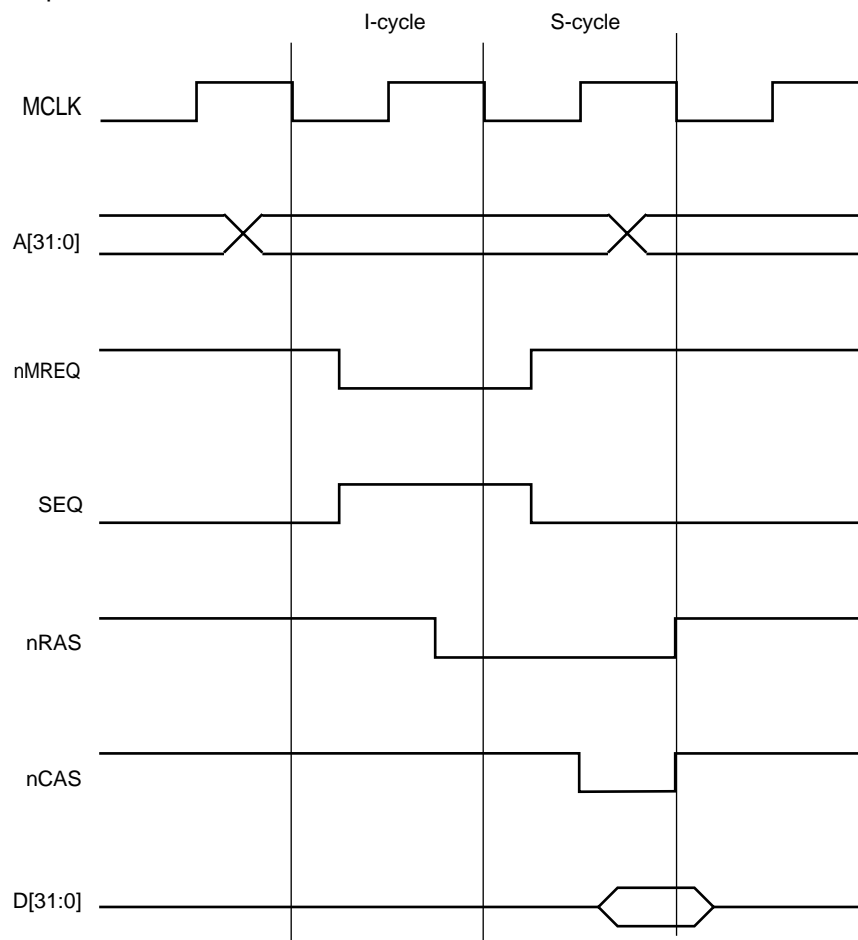 I-cycle S-cycle
MCLK
A[31:0]
nMREQ
SEQ
nRAS
nCAS
D[31:0]